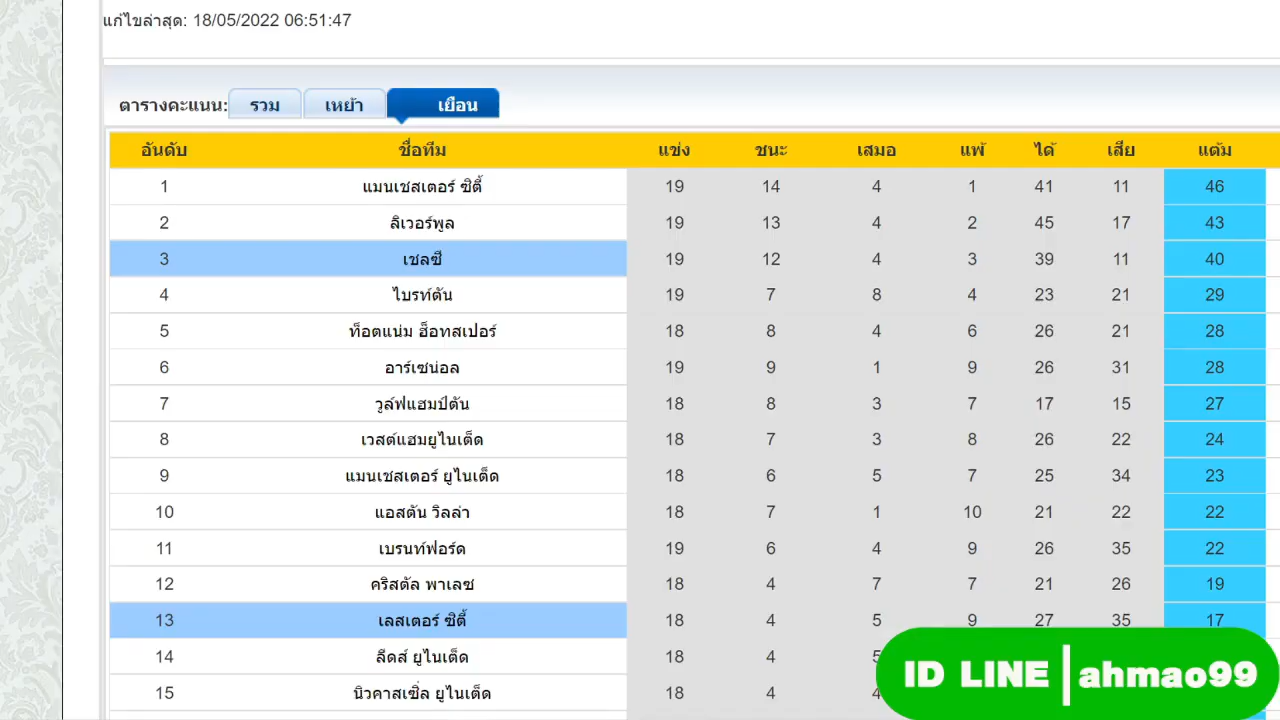 แก้ไขล่าสุด: 18/05/2022 06:51:47
ตารางคะแนน: รวม เหย้า เยือน
อันดับ ชื่อทีม แข่ง ชนะ เสมอ แพ้ ได้ เสีย แต้ม
1 แมนเชสเตอร์ ซิตี้ 19 14 4 1 41 11 46
2 ลิเวอร์พูล 19 13 4 2 45 17 43
3 เชลซี 19 12 4 3 39 11 40
4 ไบรท์ตัน 19 7 8 4 23 21 29
5 ท็อตแน่ม ฮ็อทสเปอร์ 18 8 4 6 26 21 28
6 อาร์เซน่อล 19 9 1 9 26 31 28
7 วูล์ฟแฮมป์ตัน 18 8 3 7 17 15 27
8 เวสต์แฮมยูไนเต็ด 18 7 3 8 26 22 24
9 แมนเชสเตอร์ ยูไนเต็ด 18 6 5 7 25 34 23
10 แอสตัน วิลล่า 18 7 1 10 21 22 22
11 เบรนท์ฟอร์ด 19 6 4 9 26 35 22
12 คริสตัล พาเลซ 18 4 7 7 21 26 19
13 เลสเตอร์ ซิตี้ 18 4 5 9 27 35 17
14 ลีดส์ ยูไนเต็ด 18 4
15 นิวคาสเซิ่ล ยูไนเต็ด 18 4
ID LINE ahmao99